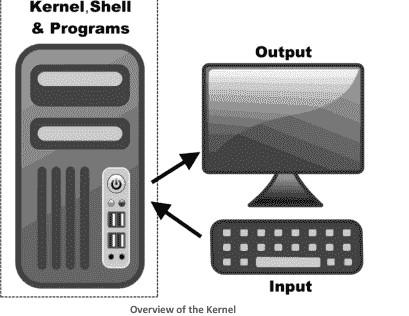 Kernel, Shell
& Programs
Output
Input
Overview of the Kernel